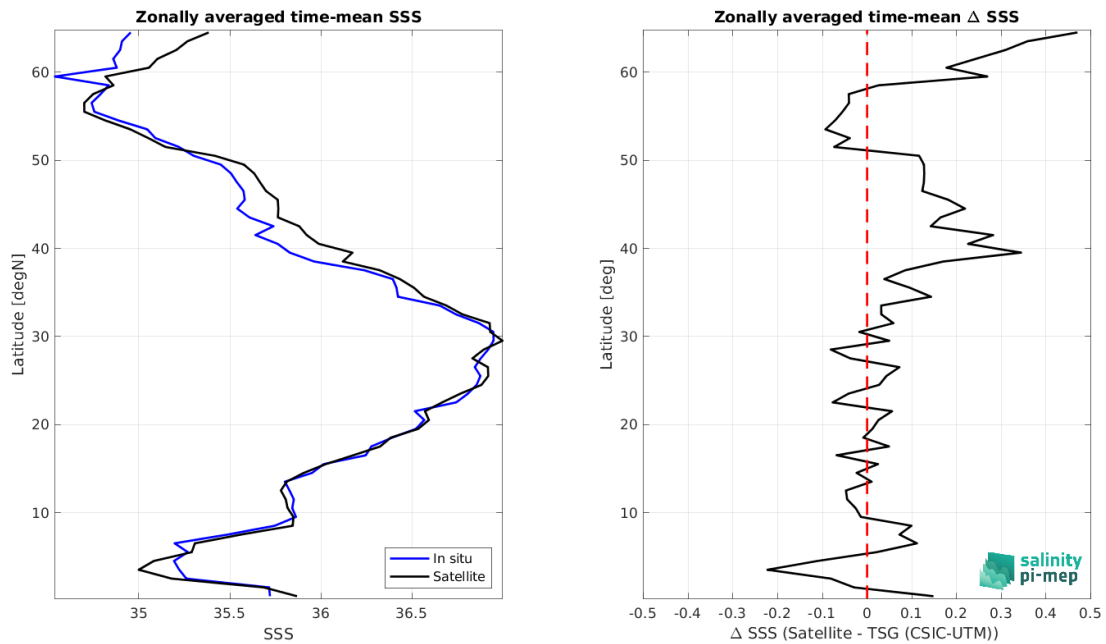 Zonally averaged time-mean SSS
Latitude [degN]
60
50
40
30
20
10
35
35.5
36
36.5
SSS
In situ
Satellite
Zonally averaged time-mean Δ SSS
Latitude [deg]
60
50
40
30
20
10
-0.5
-0.4
-0.3
-0.2
-0.1
0
0.1
0.2
0.3
0.4
0.5
Δ SSS (Satellite - TSG (CSIC-UTM))
salinity
pi-mep